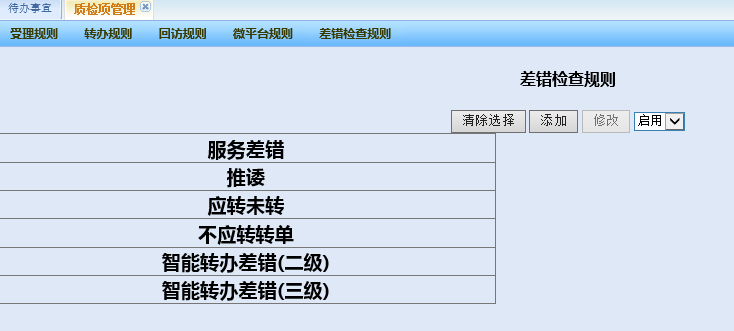 待办事宜 质检项管理
受理规则 转办规则 回访规则 微平台规则 差错检查规则
差错检查规则
清除选择 添加 修改 启用
服务差错
推诿
应转未转
不应转转单
智能转办差错(二级)
智能转办差错(三级)